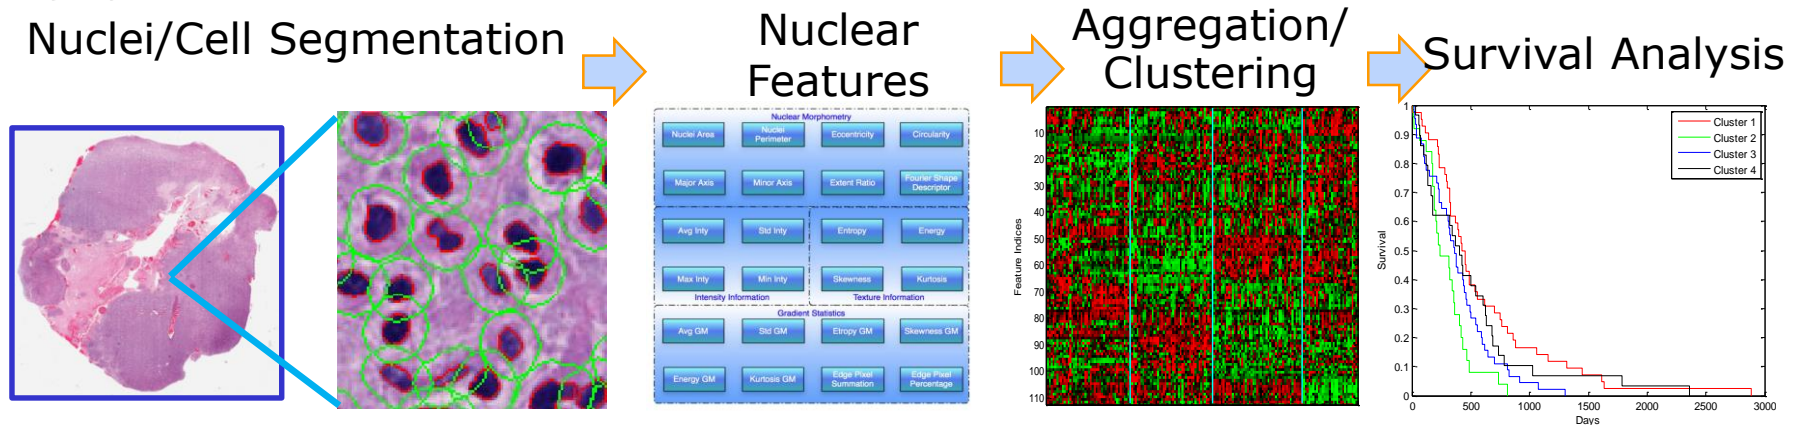 Nuclei/Cell Segmentation
Nuclear
Features
Aggregation/
Clustering
Survival Analysis
Nuclear Morphometry
Nuclei Area
Nuclei
Perimeter
Eccentricity
Circularity
Major Axis
Minor Axis
Extent Ratio
Fourier Shape
Descriptor
Avg Inty
Std Inty
Entropy
Energy
Max Inty
Min Inty
Skewness
Kurtosis
Intensity Information
Texture Information
Gradient Statistics
Avg GM
Std GM
Etropy GM
Skewness GM
Energy GM
Kurtosis GM
Edge Pixel
Summation
Edge Pixel
Percentage
Feature Indices
10
20
30
40
50
60
70
80
90
100
110
Survival
1
0.9
0.8
0.7
0.6
0.5
0.4
0.3
0.2
0.1
0
Cluster 1
Cluster 2
Cluster 3
Cluster 4
0 500 1000 1500 2000 2500 3000
Days